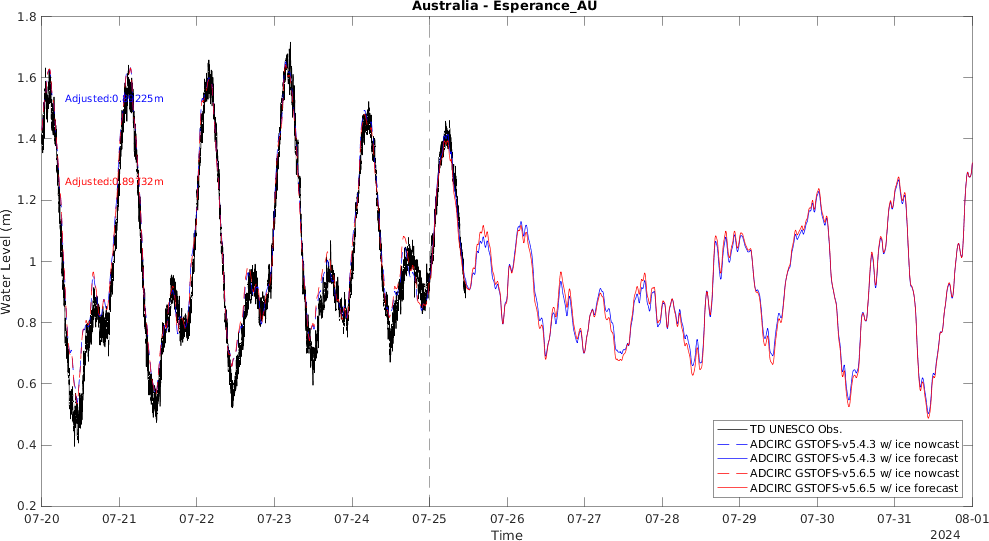 Australia - Esperance_AU
1.8
1.6
1.4
1.2
1
0.8
0.6
0.4
0.2
Water Level (m)
Adjusted:0. 225m
Adjusted:0.89732m
TD UNESCO Obs.
ADCIRC GSTOFS-v5.4.3 w/ ice nowcast
ADCIRC GSTOFS-v5.4.3 w/ ice forecast
ADCIRC GSTOFS-v5.6.5 w/ ice nowcast
ADCIRC GSTOFS-v5.6.5 w/ ice forecast
07-20 07-21 07-22 07-23 07-24 07-25 07-26 07-27 07-28 07-29 07-30 07-31 08-01
2024
Time